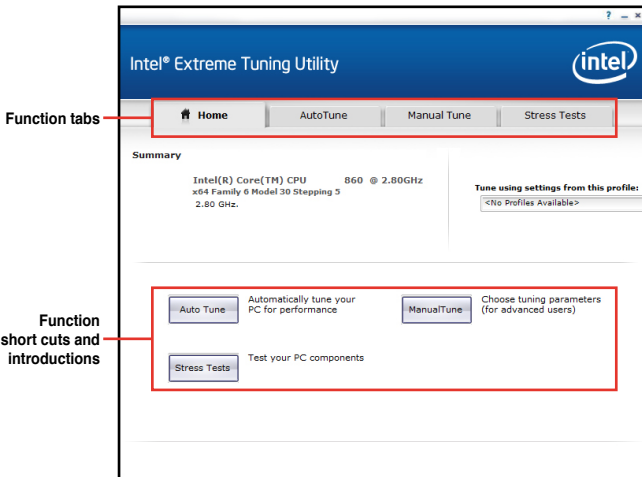 ? – ×
Intel® Extreme Tuning Utility
intel
Function tabs
Home AutoTune Manual Tune Stress Tests
Summary
Intel(R) Core(TM) CPU 860 @ 2.80GHz
x64 Family 6 Model 30 Stepping 5
2.80 GHz.
Tune using settings from this profile:
<No Profiles Available>
Function
short cuts and
introductions
Auto Tune
Automatically tune your
PC for performance
ManualTune
Choose tuning parameters
(for advanced users)
Stress Tests
Test your PC components